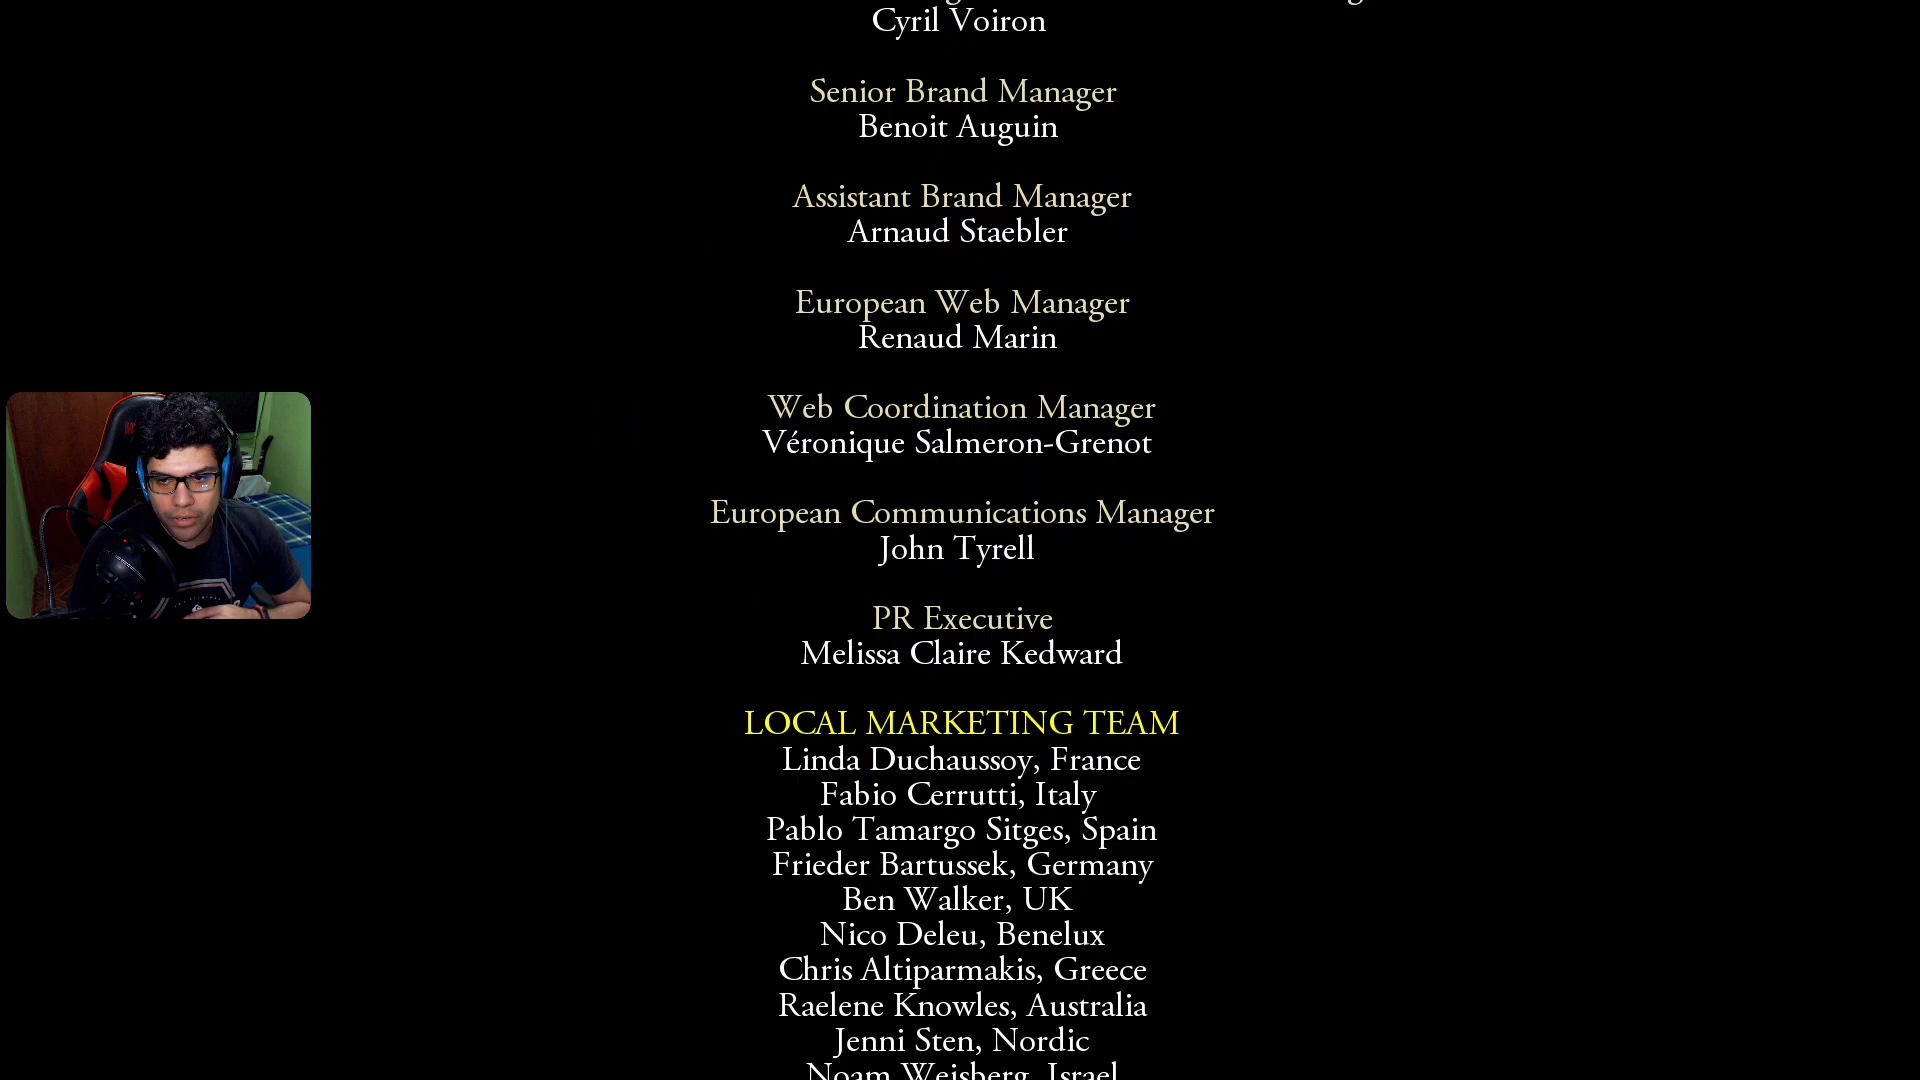 Cyril Voiron
Senior Brand Manager
Benoit Auguin
Assistant Brand Manager
Arnaud Staebler
European Web Manager
Renaud Marin
Web Coordination Manager
Véronique Salmeron-Grenot
European Communications Manager
John Tyrell
PR Executive
Melissa Claire Kedward
LOCAL MARKETING TEAM
Linda Duchaussoy, France
Fabio Cerrutti, Italy
Pablo Tamargo Sitges, Spain
Frieder Bartussek, Germany
Ben Walker, UK
Nico Deleu, Benelux
Chris Altiparmakis, Greece
Raelene Knowles, Australia
Jenni Sten, Nordic
Noam Weisberg, Israel